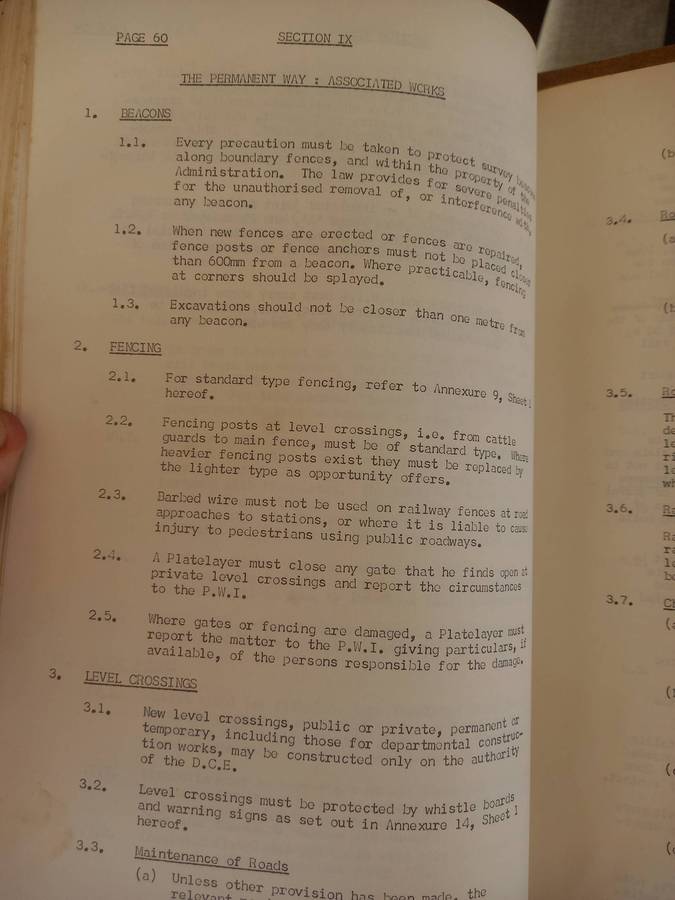 PAGE 60 SECTION IX
THE PERMANENT WAY : ASSOCIATED WORKS
1. BEACONS
1.1. Every precaution must be taken to protect survey beacons
along boundary fences, and within the property of the
Administration. The law provides for severe penalties
for the unauthorised removal of, or interference with,
any beacon.
1.2. When new fences are erected or fences are repaired,
fence posts or fence anchors must not be placed closer
than 600mm from a beacon. Where practicable, fencing
at corners should be splayed.
1.3. Excavations should not be closer than one metre from
any beacon.
2. FENCING
2.1. For standard type fencing, refer to Annexure 9, Sheet 1
hereof.
2.2. Fencing posts at level crossings, i.e. from cattle
guards to main fence, must be of standard type. Where
heavier fencing posts exist they must be replaced by
the lighter type as opportunity offers.
2.3. Barbed wire must not be used on railway fences at road
approaches to stations, or where it is liable to cause
injury to pedestrians using public roadways.
2.4. A Platelayer must close any gate that he finds open at
private level crossings and report the circumstances
to the P.W.I.
2.5. Where gates or fencing are damaged, a Platelayer must
report the matter to the P.W.I. giving particulars, if
available, of the persons responsible for the damage.
3. LEVEL CROSSINGS
3.1. New level crossings, public or private, permanent or
temporary, including those for departmental construc-
tion works, may be constructed only on the authority
of the D.C.E.
3.2. Level crossings must be protected by whistle boards
and warning signs as set out in Annexure 14, Sheet 1
hereof.
3.3. Maintenance of Roads
(a) Unless other provision has been made, the
relevant
3.4.
3.5.
3.6.
3.7.